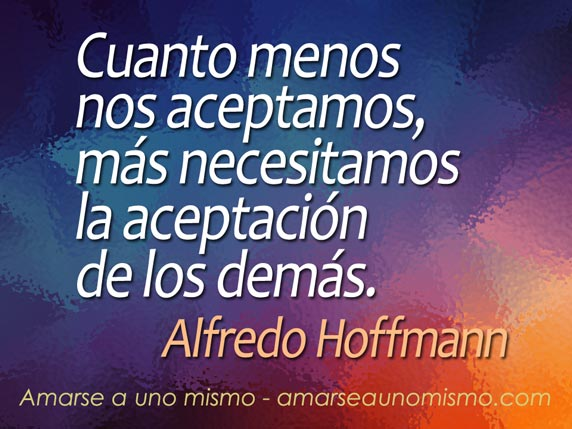 Cuanto menos
nos aceptamos,
más necesitamos
la aceptación
de los demás.
Alfredo Hoffmann
Amarse a uno mismo - amarseaunomismo.com